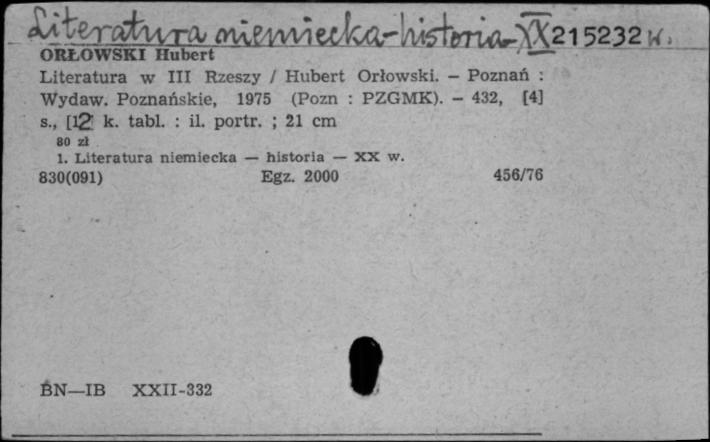 Literatura niemiecka-historia-XX 215232 w.
ORŁOWSKI Hubert
Literatura w III Rzeszy / Hubert Orłowski. — Poznań :
Wydaw. Poznańskie, 1975 (Pozn : PZGMK). — 432, [4]
s., [12] k. tabl. : il. portr. ; 21 cm
80 zł
1. Literatura niemiecka — historia — XX w.
830(091) Egz. 2000 456/76
BN—IB XXII-332